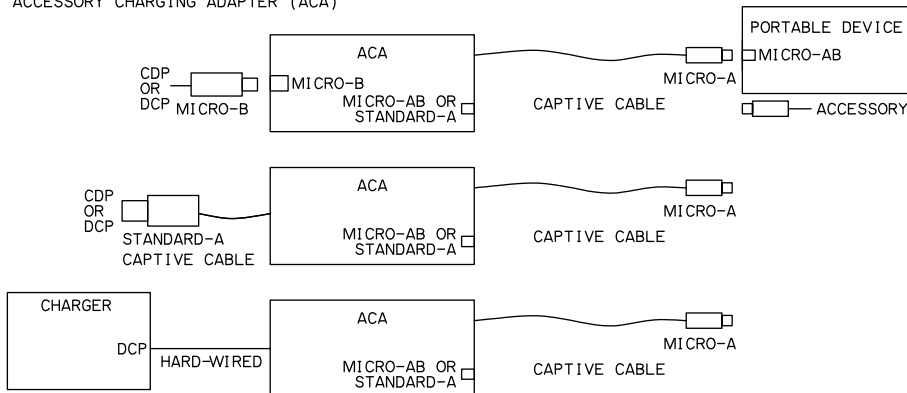 ACCESSORY CHARGING ADAPTER (ACA)
PORTABLE DEVICE
MICRO-AB
ACA
CDP
OR
DCP
MICRO-B
MICRO-B
MICRO-AB OR
STANDARD-A
CAPTIVE CABLE
MICRO-A
ACCESSORY
CDP
OR
DCP
STANDARD-A
CAPTIVE CABLE
ACA
MICRO-AB OR
STANDARD-A
CAPTIVE CABLE
MICRO-A
CHARGER
DCP
HARD-WIRED
ACA
MICRO-AB OR
STANDARD-A
CAPTIVE CABLE
MICRO-A